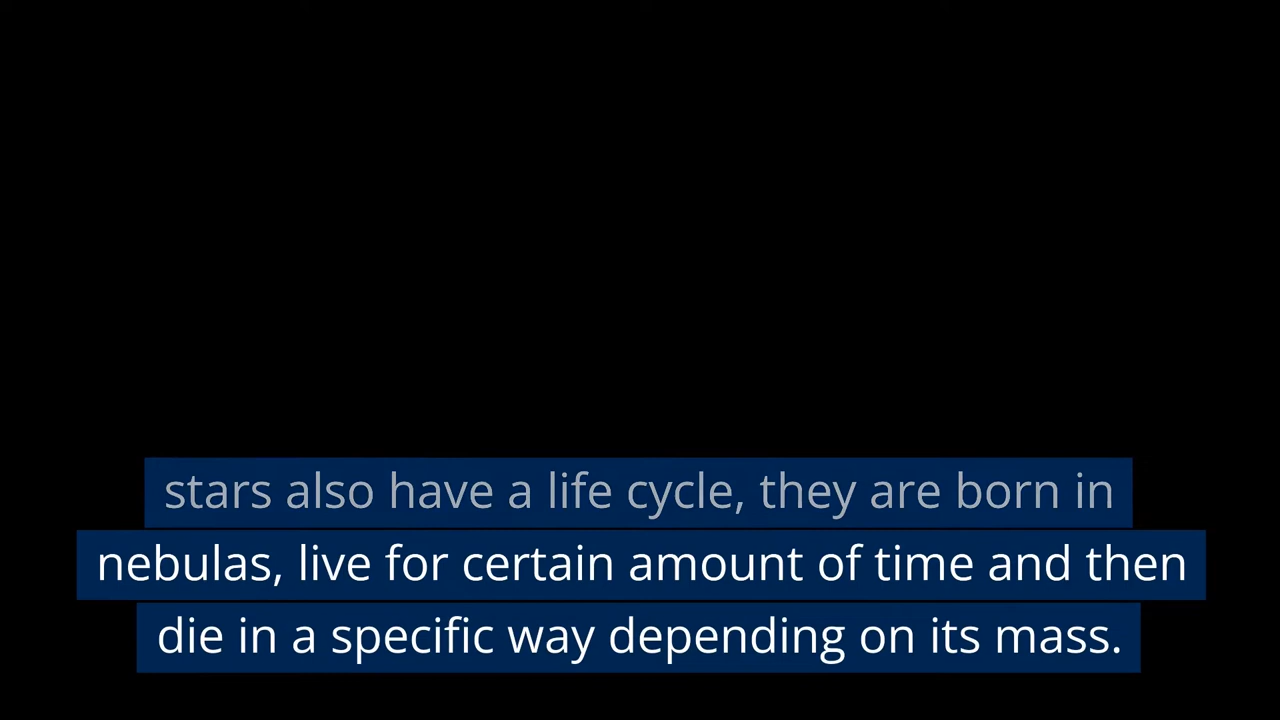 stars also have a life cycle, they are born in
nebulas, live for certain amount of time and then
die in a specific way depending on its mass.